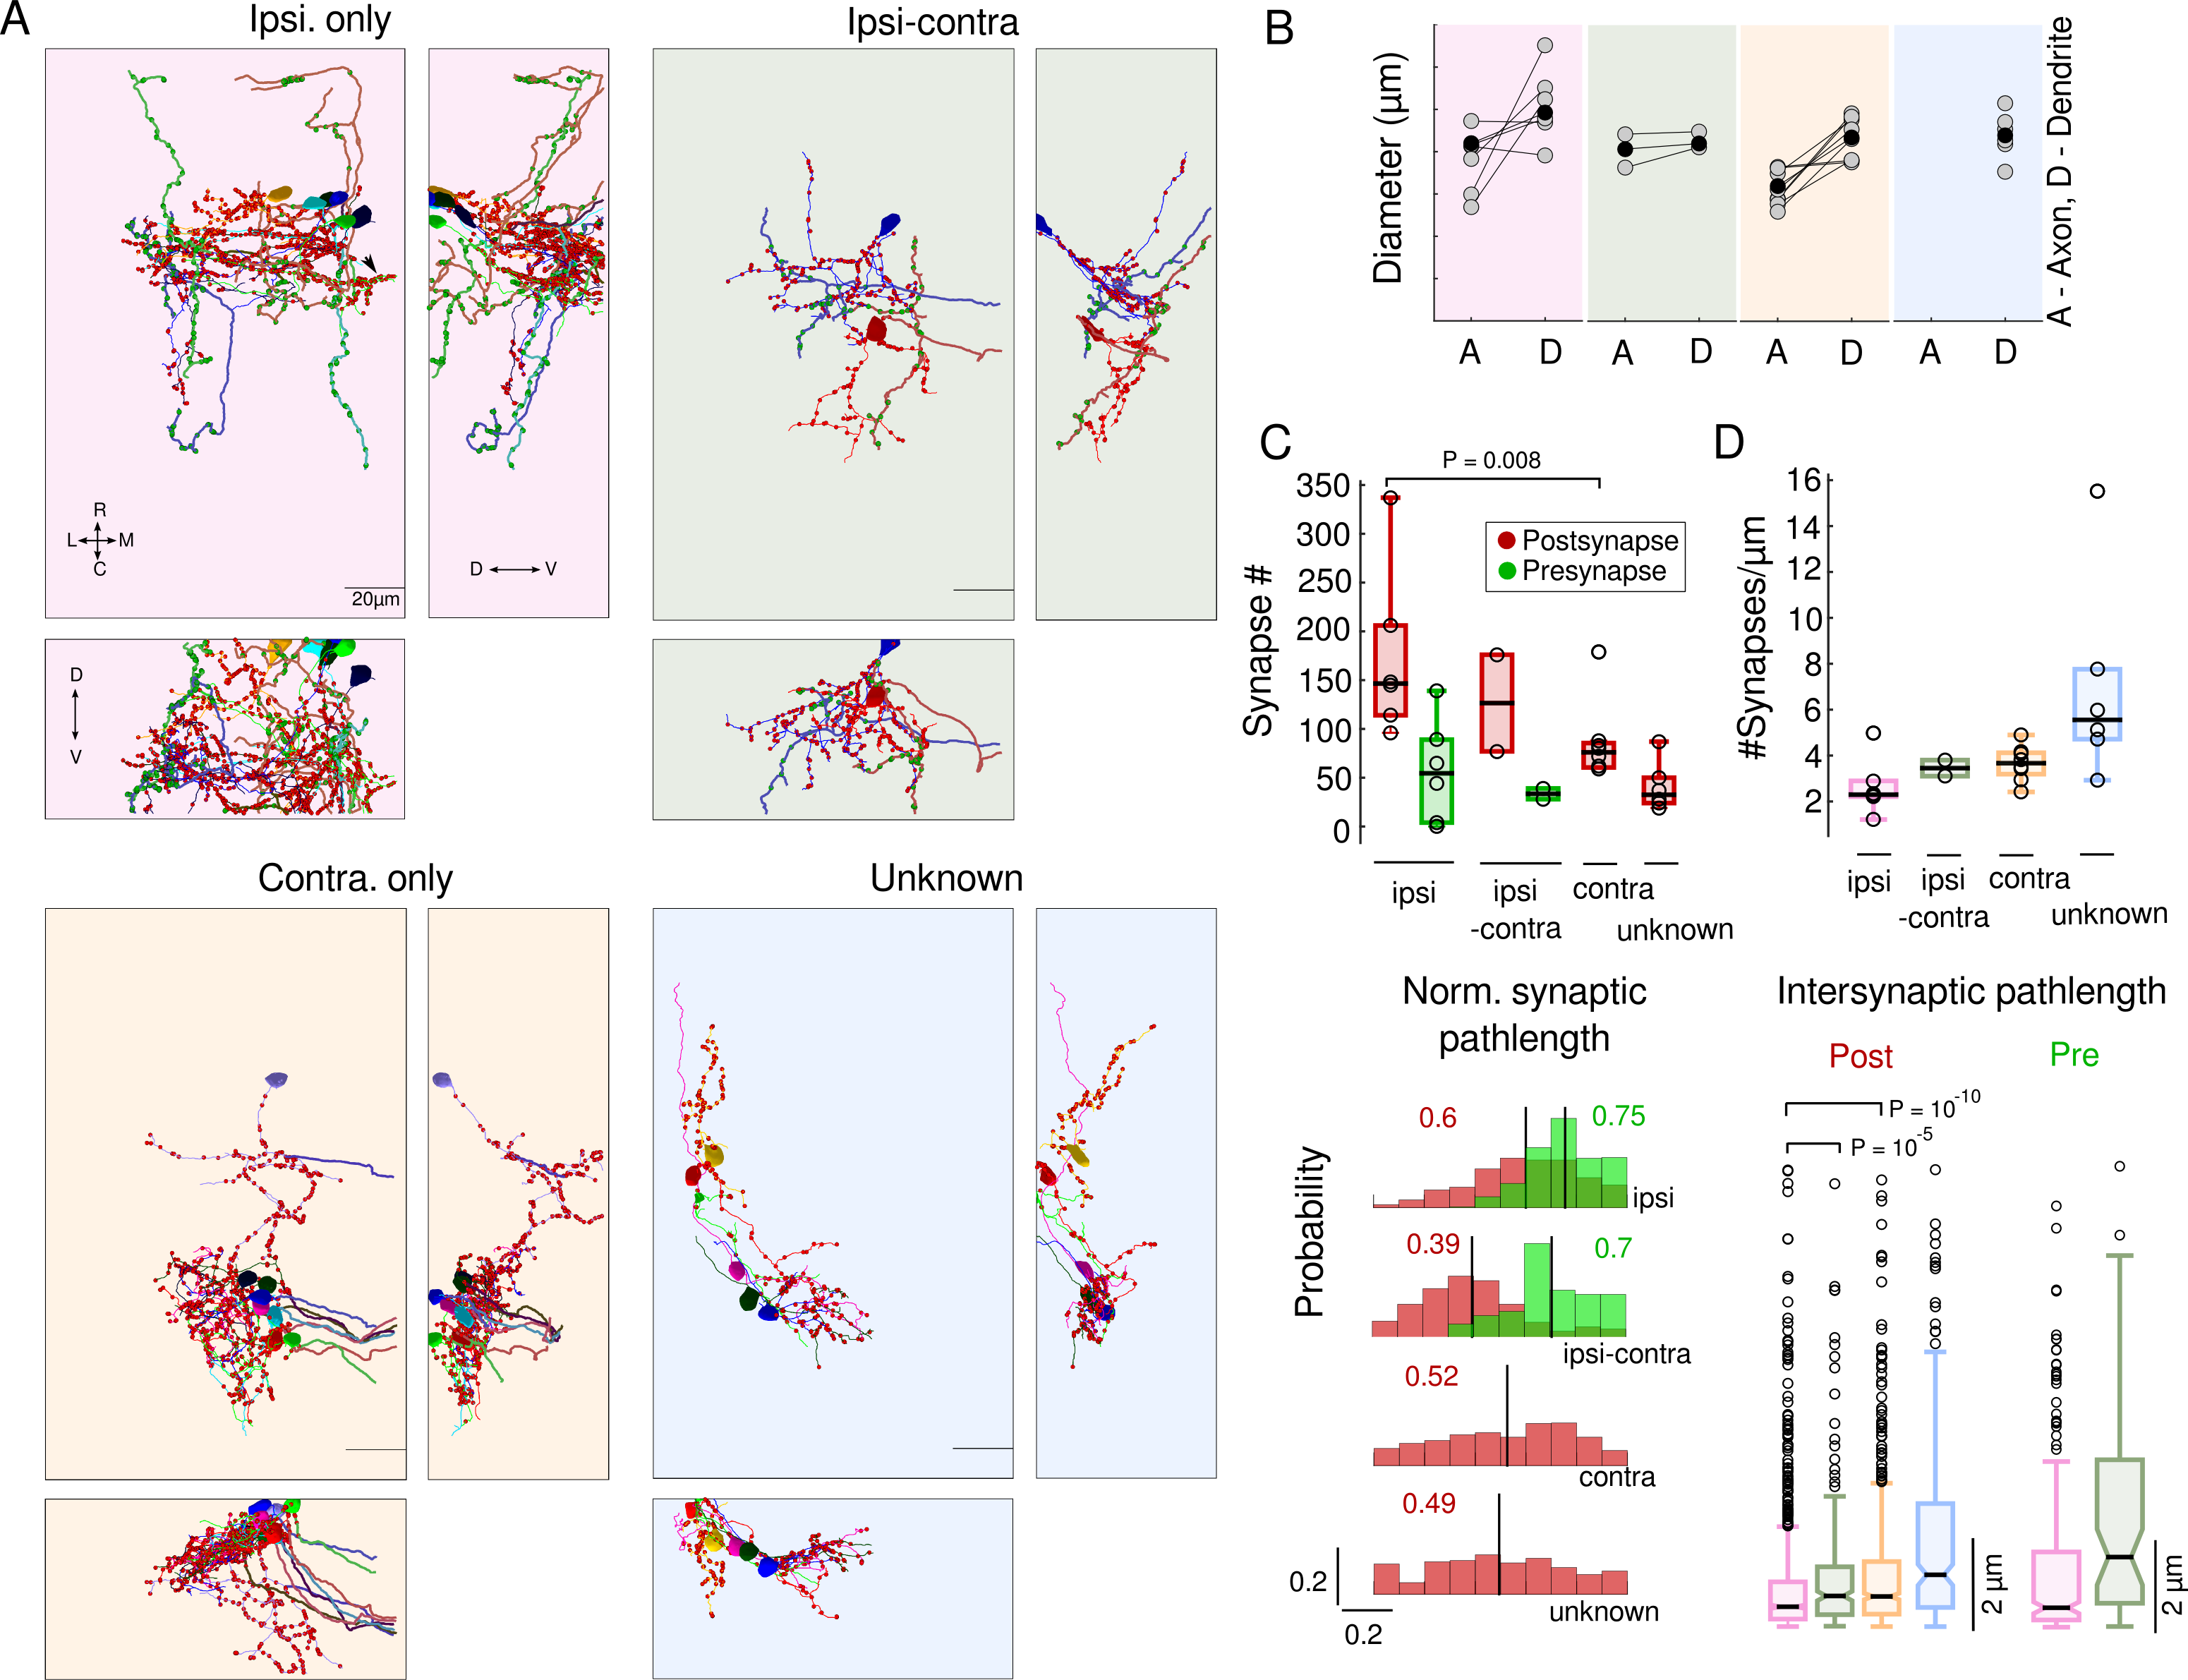 A
Ipsi. only
Ipsi-contra
R
L M
C
20µm
D V
D
V
Contra. only
Unknown
B
Diameter (µm)
A D A D A D A D
A - Axon, D - Dendrite
C
P = 0.008
Synapse #
350
300
250
200
150
100
50
0
Postsynapse
Presynapse
ipsi
ipsi
-contra
contra
unknown
D
#Synapses/µm
16
14
12
10
8
6
4
2
ipsi
ipsi
-contra
contra
unknown
Norm. synaptic
pathlength
Probability
0.6
0.75
ipsi
0.39
0.7
ipsi-contra
0.52
contra
0.49
unknown
0.2
0.2
Intersynaptic pathlength
Post
Pre
P = 10-10
P = 10-5
2 µm
2 µm